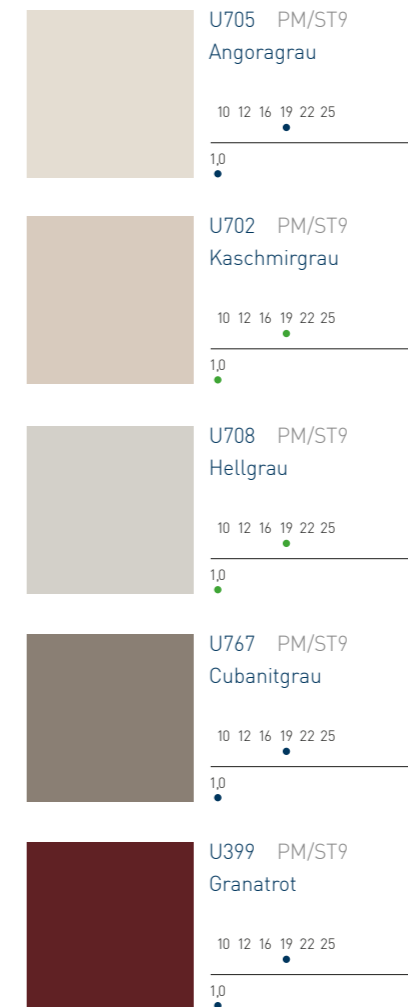 U705 PM/ST9
Angoragrau
10 12 16 19 22 25
1,0
U702 PM/ST9
Kaschmirgrau
10 12 16 19 22 25
1,0
U708 PM/ST9
Hellgrau
10 12 16 19 22 25
1,0
U767 PM/ST9
Cubanitgrau
10 12 16 19 22 25
1,0
U399 PM/ST9
Granatrot
10 12 16 19 22 25
1,0